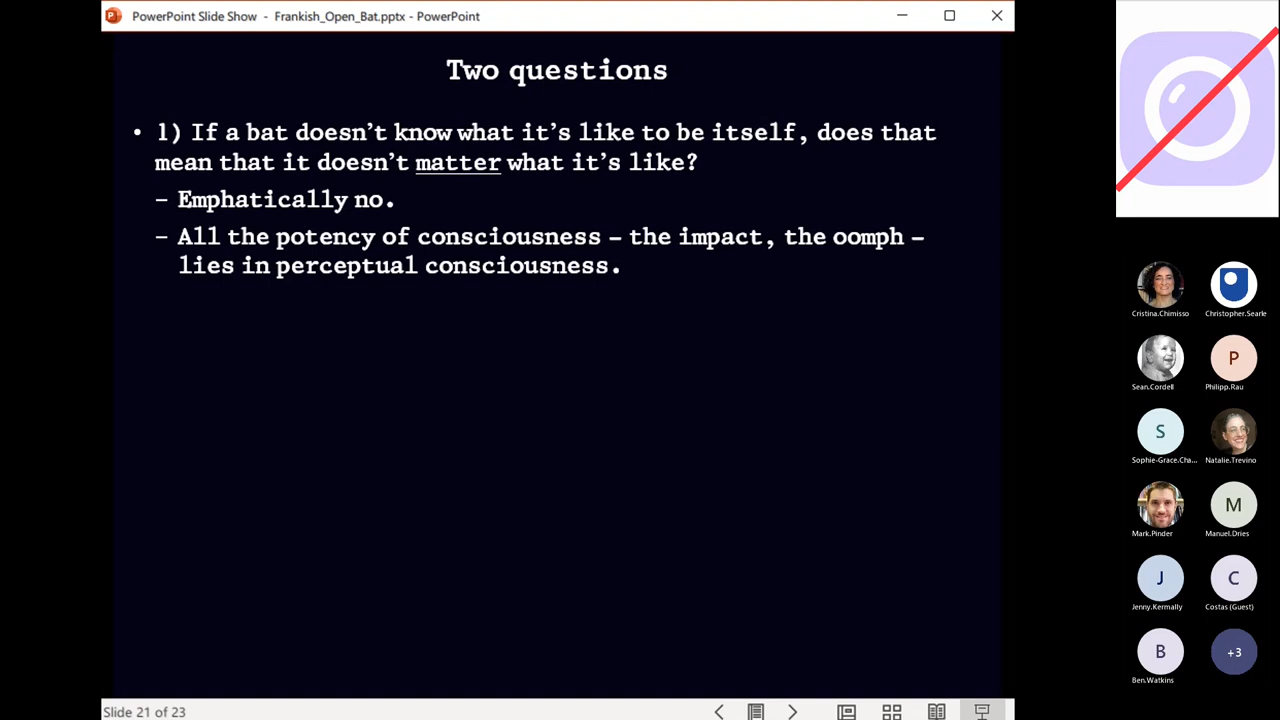 PowerPoint Slide Show - Frankish_Open_Bat.pptx - PowerPoint
Two questions
• 1) If a bat doesn’t know what it’s like to be itself, does that
mean that it doesn’t matter what it’s like?
– Emphatically no.
– All the potency of consciousness – the impact, the oomph –
lies in perceptual consciousness.
Slide 21 of 23
Cristina.Chimisso
Christopher.Searle
Sean.Cordell
P
Philipp.Rau
S
Sophie-Grace.Cha...
Natalie.Trevino
Mark.Pinder
M
Manuel.Dries
J
Jenny.Kermally
C
Costas (Guest)
B
Ben.Watkins
+3